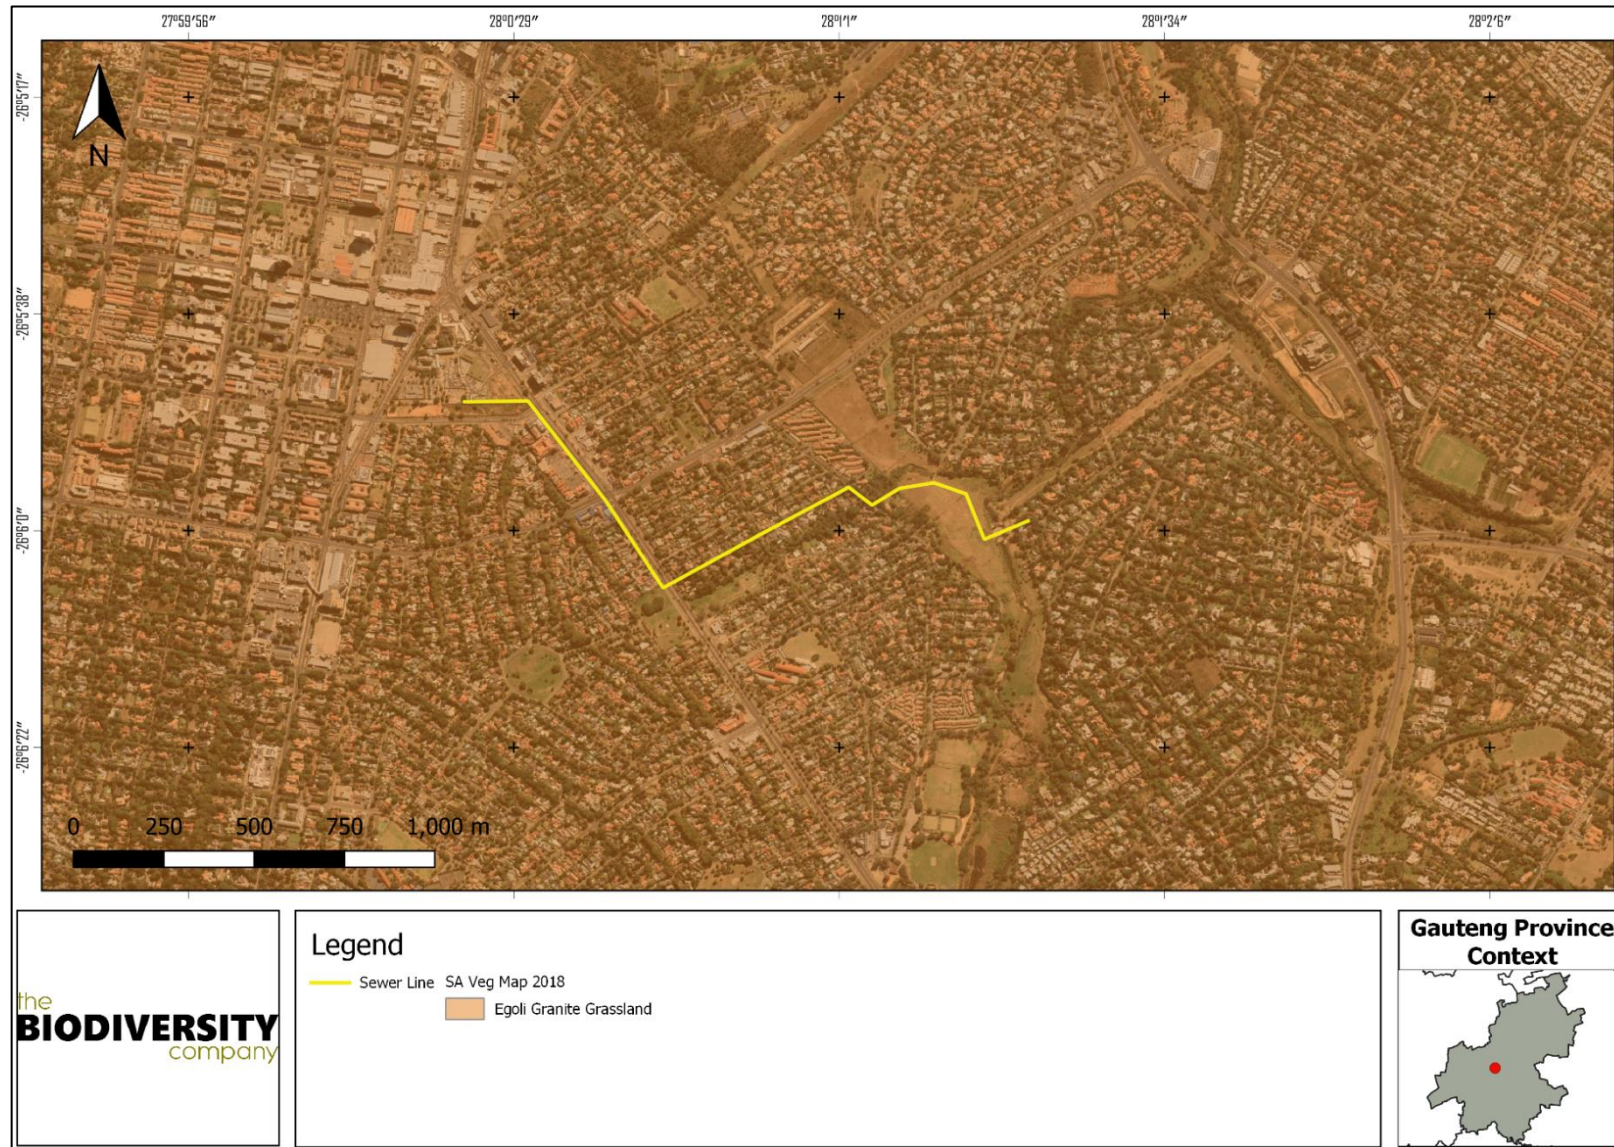 27°59′56″ 28°0′29″ 28°1′1″ 28°1′34″ 28°2′6″
-26°5′17″
-26°5′38″
-26°6′0″
-26°6′22″
N
0 250 500 750 1,000 m
the
BIODIVERSITY
company
Legend
Sewer Line SA Veg Map 2018
Egoli Granite Grassland
Gauteng Province
Context